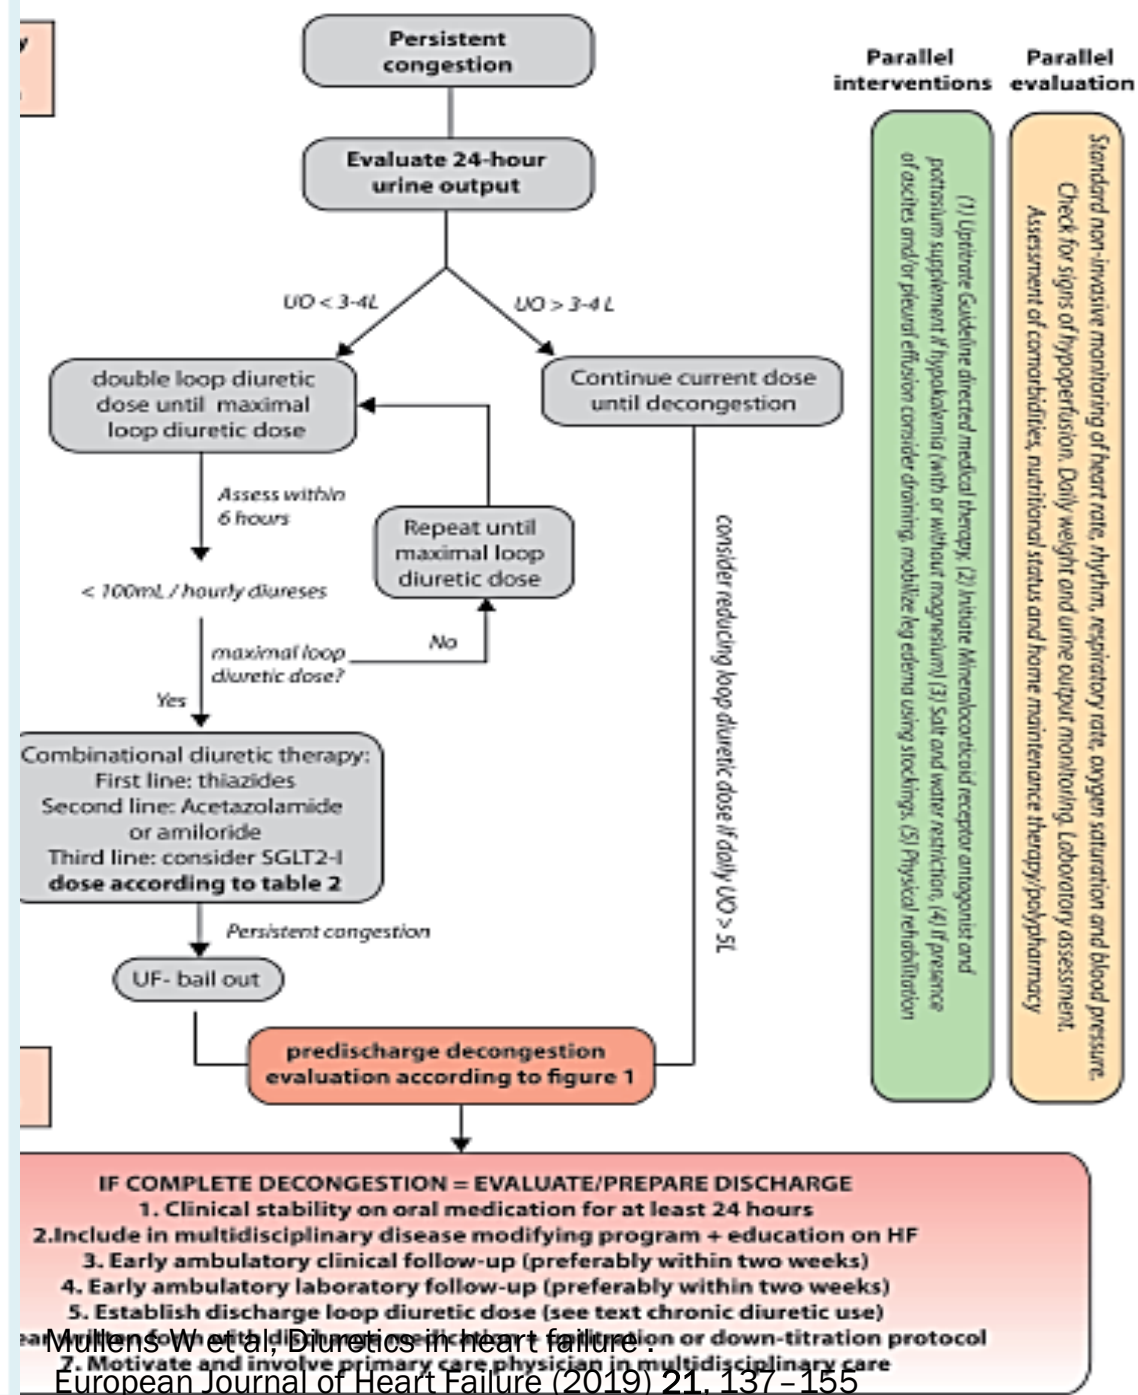 y
Persistent
congestion
Evaluate 24-hour
urine output
UO < 3-4L
UO > 3-4 L
double loop diuretic
dose until maximal
loop diuretic dose
Continue current dose
until decongestion
Assess within
6 hours
Repeat until
maximal loop
diuretic dose
< 100mL / hourly diureses
maximal loop
diuretic dose?
No
Yes
Combinational diuretic therapy:
First line: thiazides
Second line: Acetazolamide
or amiloride
Third line: consider SGLT2-I
dose according to table 2
Persistent congestion
UF- bail out
consider reducing loop diuretic dose if daily UO > 5L
predischarge decongestion
evaluation according to figure 1
Parallel
interventions
(1) Uptitrate Guideline directed medical therapy, (2) Initiate Mineralocorticoid receptor antagonist and
pottasium supplement if hypokalemia (with or without magnesium) (3) Salt and water restriction, (4) If presence
of ascites and/or pleural effusion consider draining, mobilize leg edema using stockings, (5) Physical rehabilitation
Parallel
evaluation
Standard non-invasive monitoring of heart rate, rhythm, respiratory rate, oxygen saturation and blood pressure.
Check for signs of hypoperfusion. Daily weight and urine output monitoring. Laboratory assessment.
Assessment of comorbidities, nutritional status and home maintenance therapy/polypharmacy
IF COMPLETE DECONGESTION = EVALUATE/PREPARE DISCHARGE
1. Clinical stability on oral medication for at least 24 hours
2.Include in multidisciplinary disease modifying program + education on HF
3. Early ambulatory clinical follow-up (preferably within two weeks)
4. Early ambulatory laboratory follow-up (preferably within two weeks)
5. Establish discharge loop diuretic dose (see text chronic diuretic use)
with discharge medication + or down-titration protocol
Mullens W et al, Diuretics in heart failure .
7. Motivate and involve primary care physician in multidisciplinary care
European Journal of Heart Failure (2019) 21, 137–155